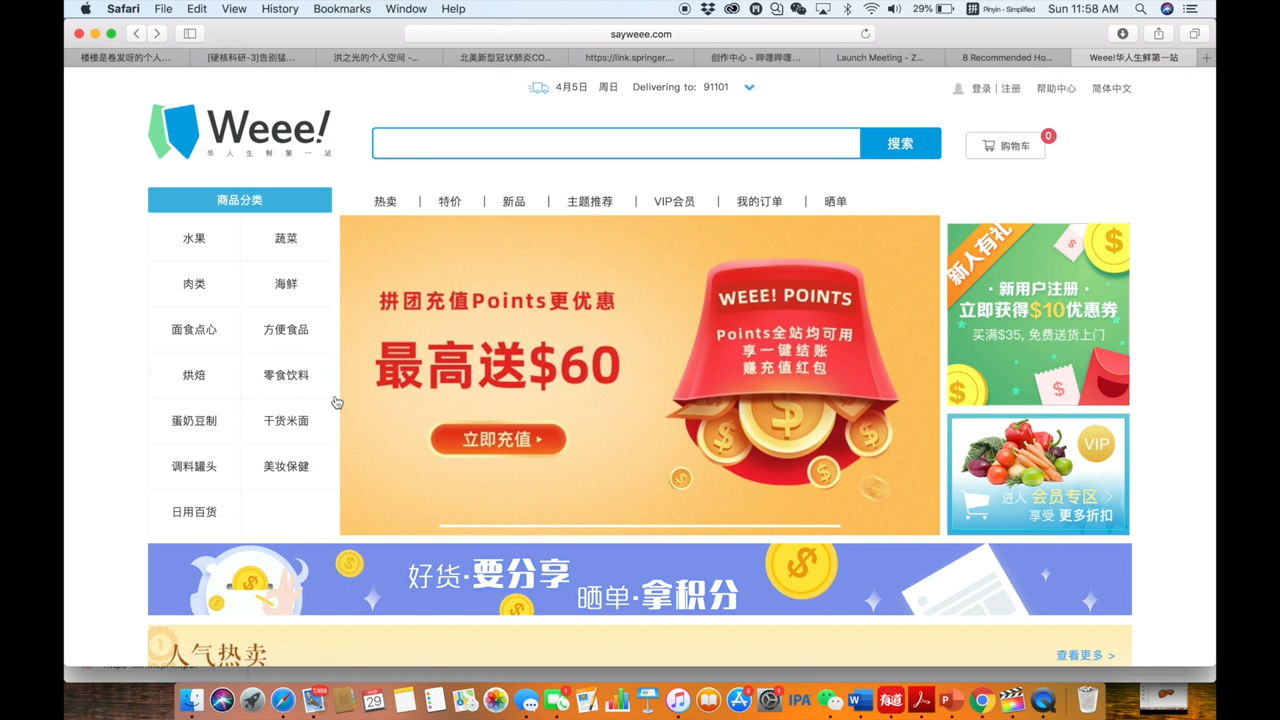 Safari File Edit View History Bookmarks Window Help 29% 拼 Pinyin - Simplified Sun 11:58 AM
sayweee.com
楼楼是卷发呀的个人... [硬核科研-3]告别猛... 洪之光的个人空间 -... 北美新型冠状肺炎CO... https://link.springer.... 创作中心 - 哔哩哔哩... Launch Meeting - Z... 8 Recommended Ho... Weee!华人生鲜第一站
4月5日 周日 Delivering to: 91101 登录 | 注册 帮助中心 简体中文
Weee!
华人生鲜第一站
搜索
购物车 0
商品分类
热卖 | 特价 | 新品 | 主题推荐 | VIP会员 | 我的订单 | 晒单
水果 蔬菜
肉类 海鲜
面食点心 方便食品
烘焙 零食饮料
蛋奶豆制 干货米面
调料罐头 美妆保健
日用百货
拼团充值Points更优惠
最高送$60
立即充值
WEEE! POINTS
Points全站均可用
享一键结账
赚充值红包
新人有礼
·新用户注册·
立即获得$10优惠券
买满$35, 免费送货上门
VIP
进入 会员专区
享受 更多折扣
好货·要分享
晒单·拿积分
人气热卖
查看更多 >
7,966 29 1 6 1 IPA W 有道 P